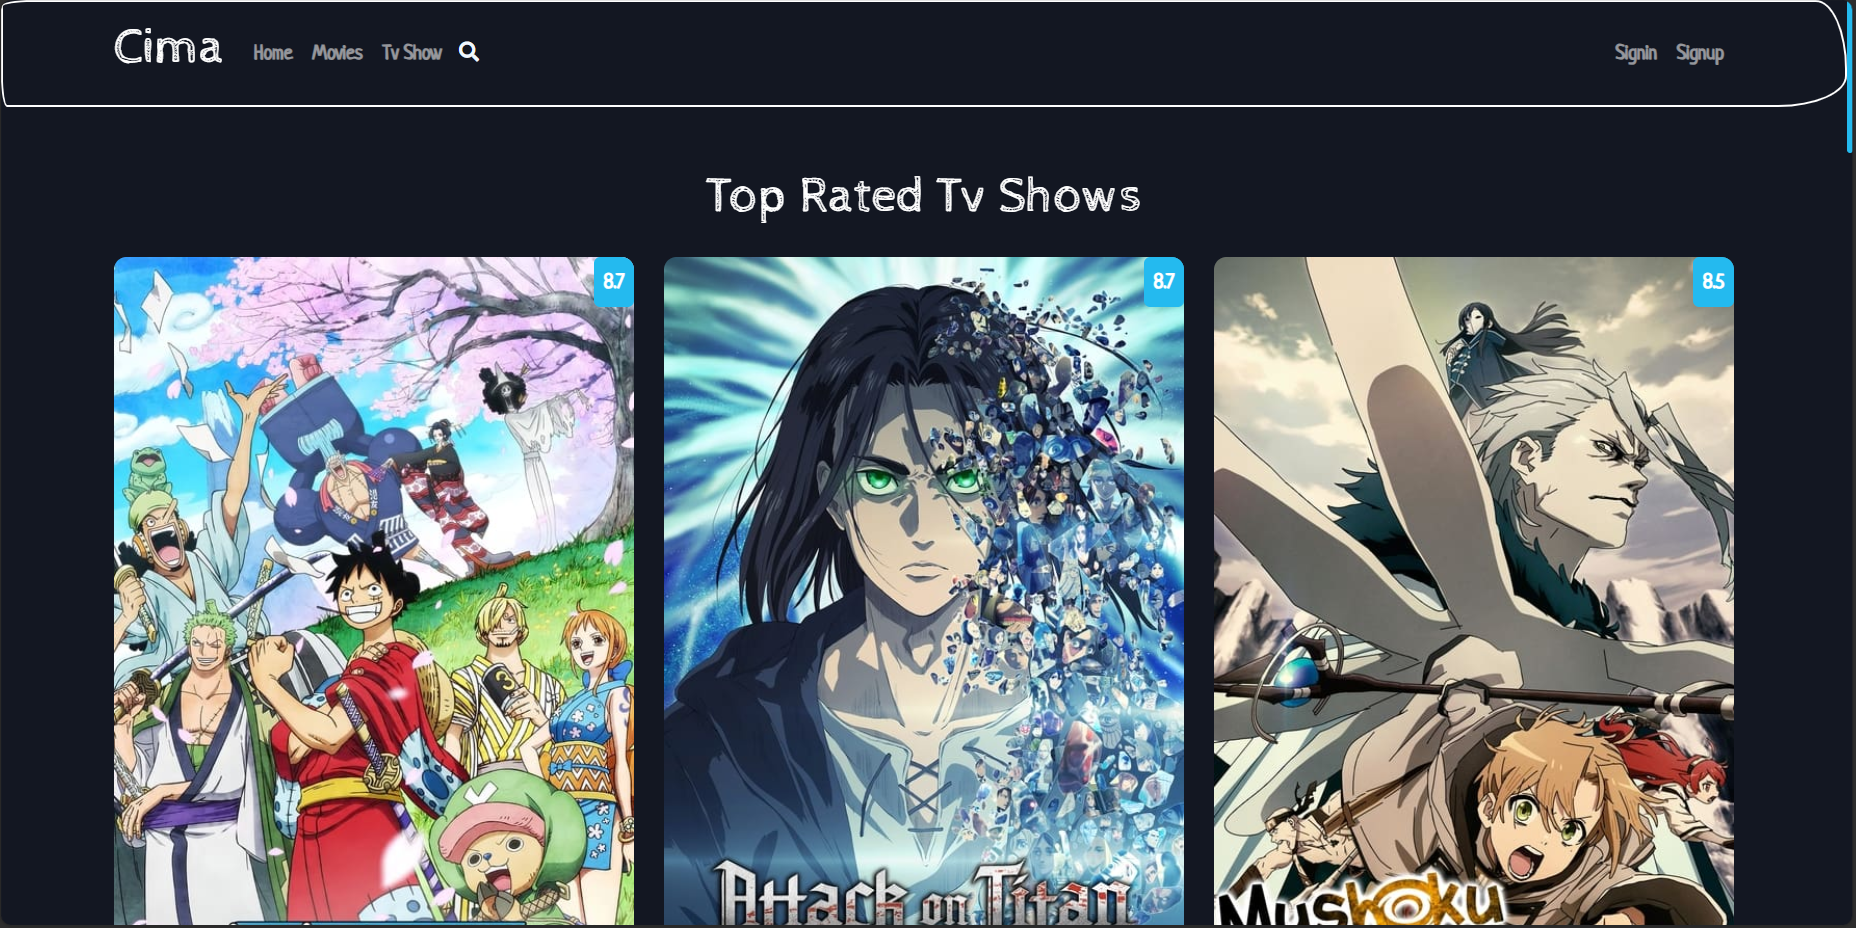 Cima Home Movies Tv Show Signin Signup
Top Rated Tv Shows
8.7 8.7 8.5
3
Attack on Titan
Mushoku